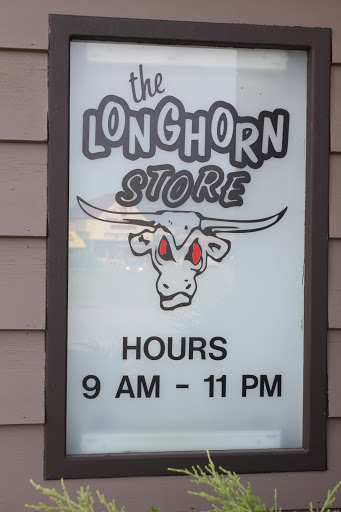 the
LONGHORN
STORE
HOURS
9 AM - 11 PM